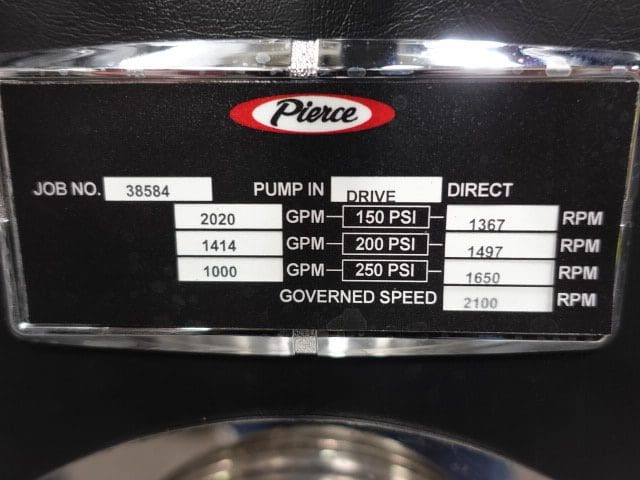 Pierce
JOB NO. 38584 PUMP IN DRIVE DIRECT
2020 GPM 150 PSI 1367 RPM
1414 GPM 200 PSI 1497 RPM
1000 GPM 250 PSI 1650 RPM
GOVERNED SPEED 2100 RPM